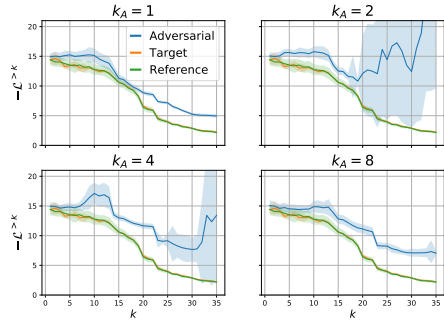 k_A = 1
k_A = 2
20
15
10
5
0
−ℒ^{>k}
Adversarial
Target
Reference
k_A = 4
k_A = 8
20
15
10
5
0
−ℒ^{>k}
0 5 10 15 20 25 30 35
k
0 5 10 15 20 25 30 35
k